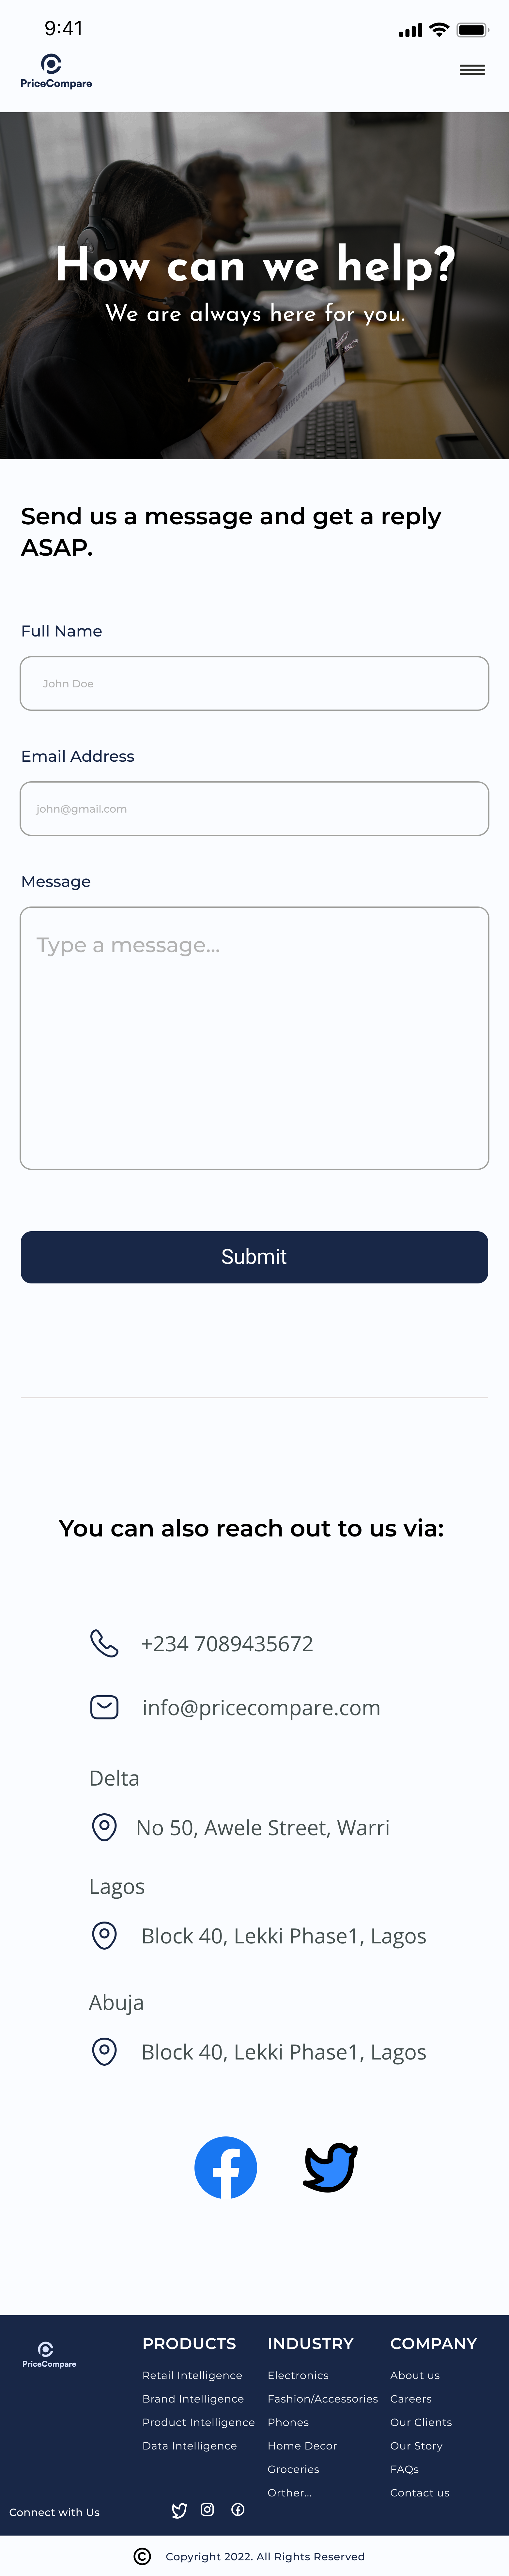 9:41
PriceCompare
How can we help?
We are always here for you.
Send us a message and get a reply
ASAP.
Full Name
John Doe
Email Address
john@gmail.com
Message
Type a message...
Submit
You can also reach out to us via:
+234 7089435672
info@pricecompare.com
Delta
No 50, Awele Street, Warri
Lagos
Block 40, Lekki Phase1, Lagos
Abuja
Block 40, Lekki Phase1, Lagos
PriceCompare
PRODUCTS
Retail Intelligence
Brand Intelligence
Product Intelligence
Data Intelligence
INDUSTRY
Electronics
Fashion/Accessories
Phones
Home Decor
Groceries
Orther...
COMPANY
About us
Careers
Our Clients
Our Story
FAQs
Contact us
Connect with Us
© Copyright 2022. All Rights Reserved